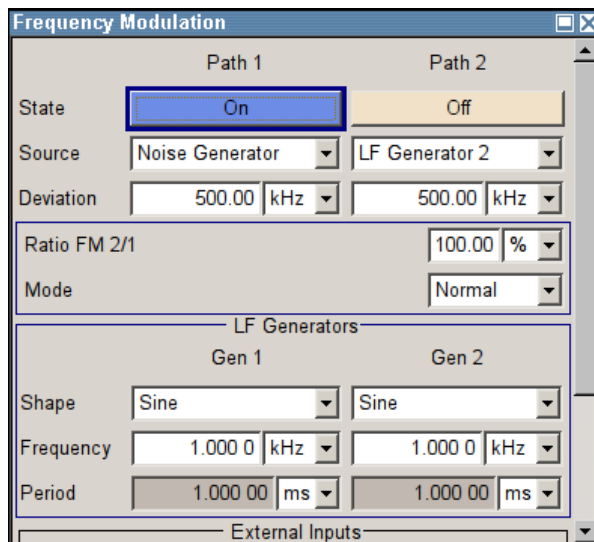 Frequency Modulation
Path 1 Path 2
State On Off
Source Noise Generator LF Generator 2
Deviation 500.00 kHz 500.00 kHz
Ratio FM 2/1 100.00 %
Mode Normal
LF Generators
Gen 1 Gen 2
Shape Sine Sine
Frequency 1.000 0 kHz 1.000 0 kHz
Period 1.000 00 ms 1.000 00 ms
External Inputs